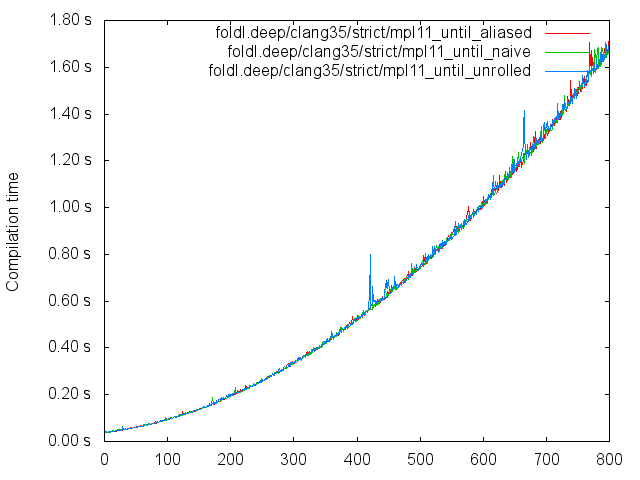 foldl.deep/clang35/strict/mpl11_until_aliased
foldl.deep/clang35/strict/mpl11_until_naive
foldl.deep/clang35/strict/mpl11_until_unrolled
1.80 s
1.60 s
1.40 s
1.20 s
1.00 s
0.80 s
0.60 s
0.40 s
0.20 s
0.00 s
Compilation time
0 100 200 300 400 500 600 700 800